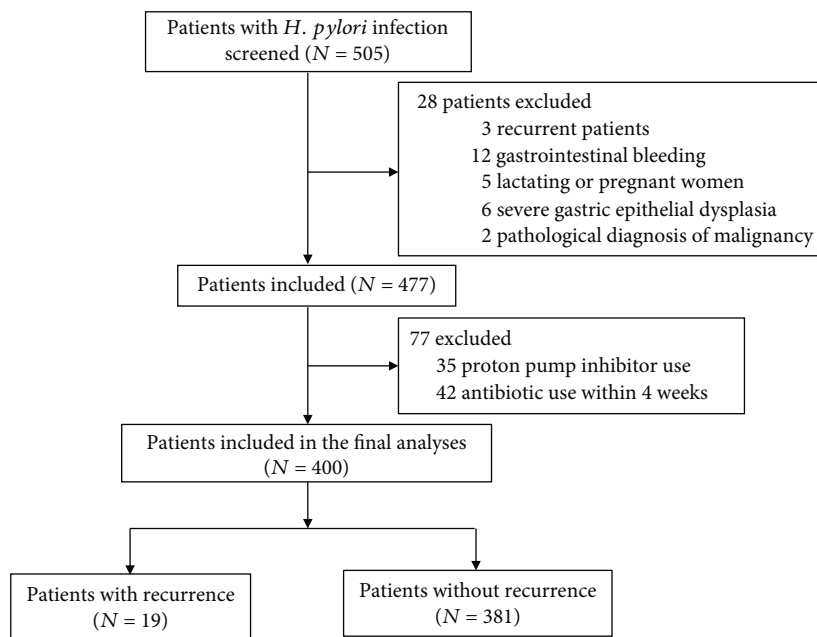 Patients with H. pylori infection
screened (N = 505)
28 patients excluded
3 recurrent patients
12 gastrointestinal bleeding
5 lactating or pregnant women
6 severe gastric epithelial dysplasia
2 pathological diagnosis of malignancy
Patients included (N = 477)
77 excluded
35 proton pump inhibitor use
42 antibiotic use within 4 weeks
Patients included in the final analyses
(N = 400)
Patients with recurrence
(N = 19)
Patients without recurrence
(N = 381)